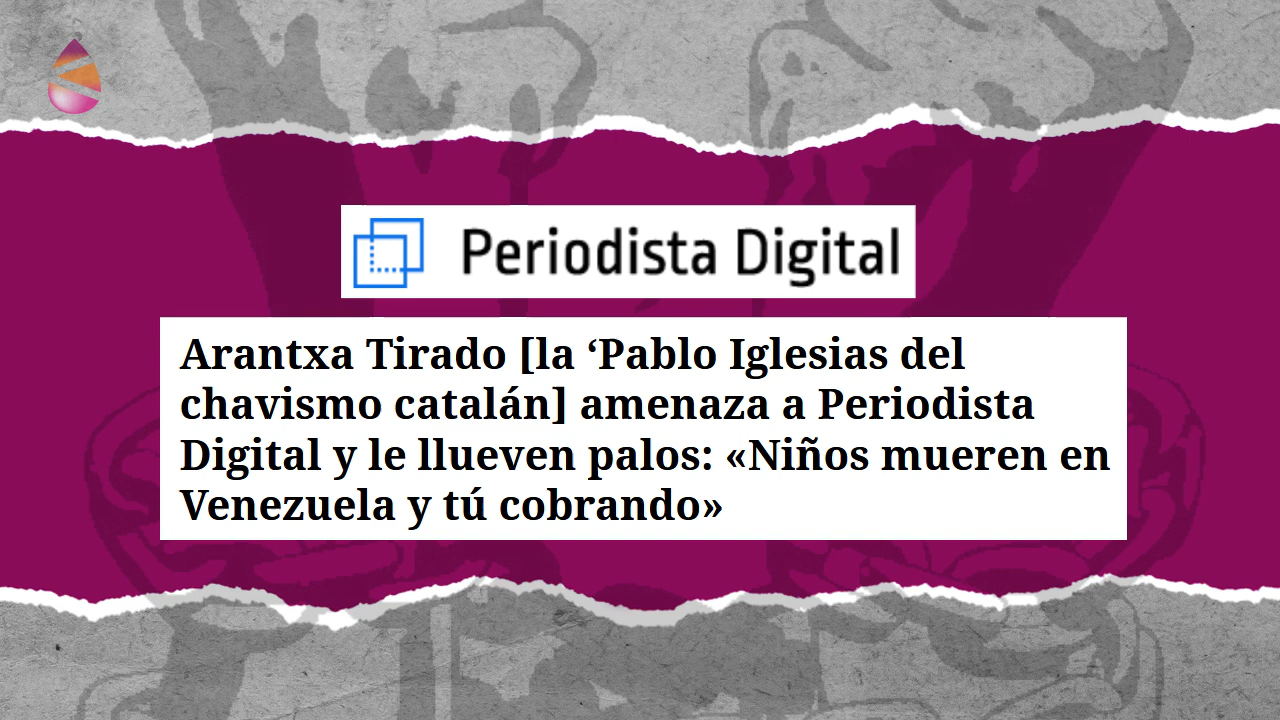 Periodista Digital
Arantxa Tirado [la ‘Pablo Iglesias del
chavismo catalán] amenaza a Periodista
Digital y le llueven palos: «Niños mueren en
Venezuela y tú cobrando»